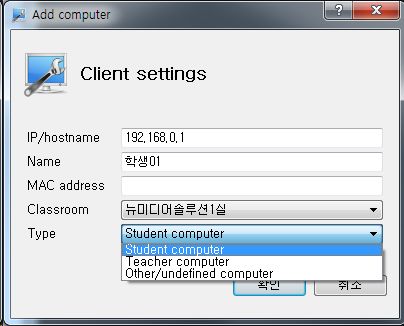 Add computer
Client settings
IP/hostname 192.168.0.1
Name 학생01
MAC address
Classroom 뉴미디어솔루션1실
Type Student computer
Student computer
Teacher computer
Other/undefined computer
확인 취소